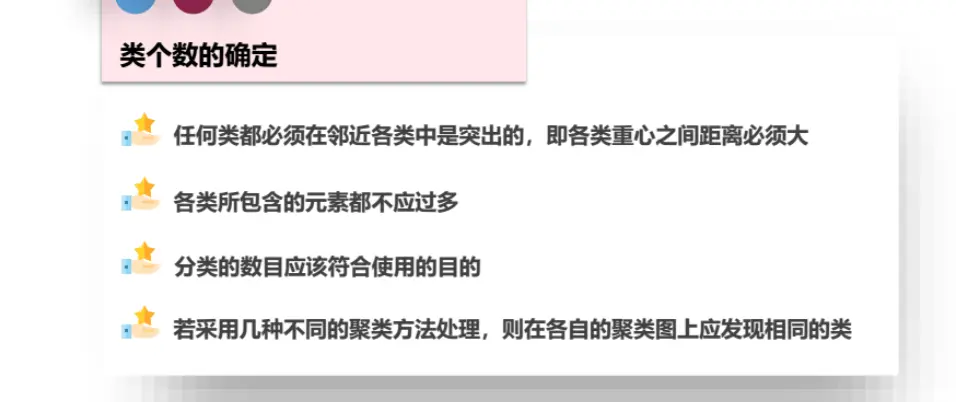 类个数的确定
任何类都必须在邻近各类中是突出的，即各类重心之间距离必须大
各类所包含的元素都不应过多
分类的数目应该符合使用的目的
若采用几种不同的聚类方法处理，则在各自的聚类图上应发现相同的类